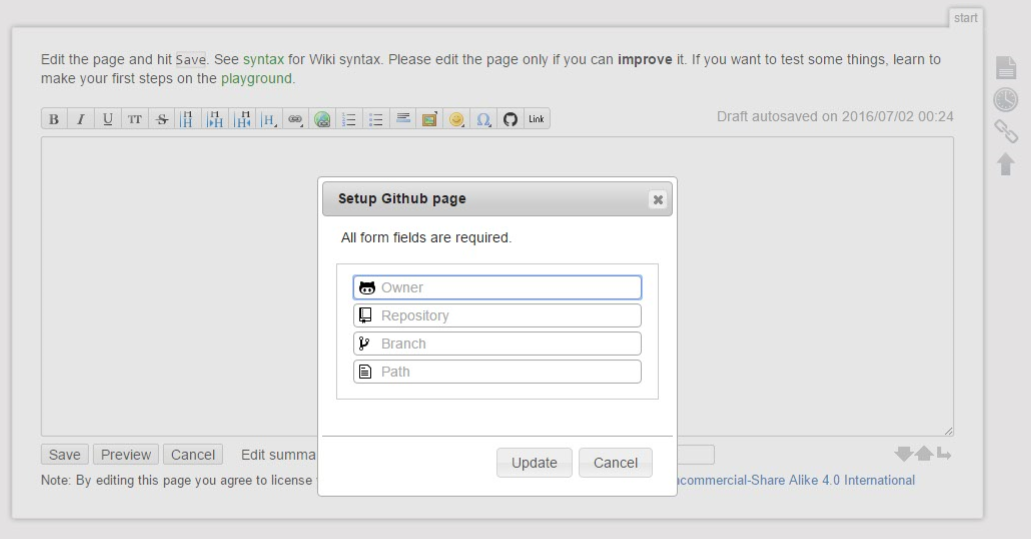 start
Edit the page and hit Save. See syntax for Wiki syntax. Please edit the page only if you can improve it. If you want to test some things, learn to
make your first steps on the playground.
B I U TT S H H H H Link
Draft autosaved on 2016/07/02 00:24
Setup Github page
All form fields are required.
Owner
Repository
Branch
Path
Update Cancel
Save Preview Cancel Edit summa
Note: By editing this page you agree to license
commercial-Share Alike 4.0 International